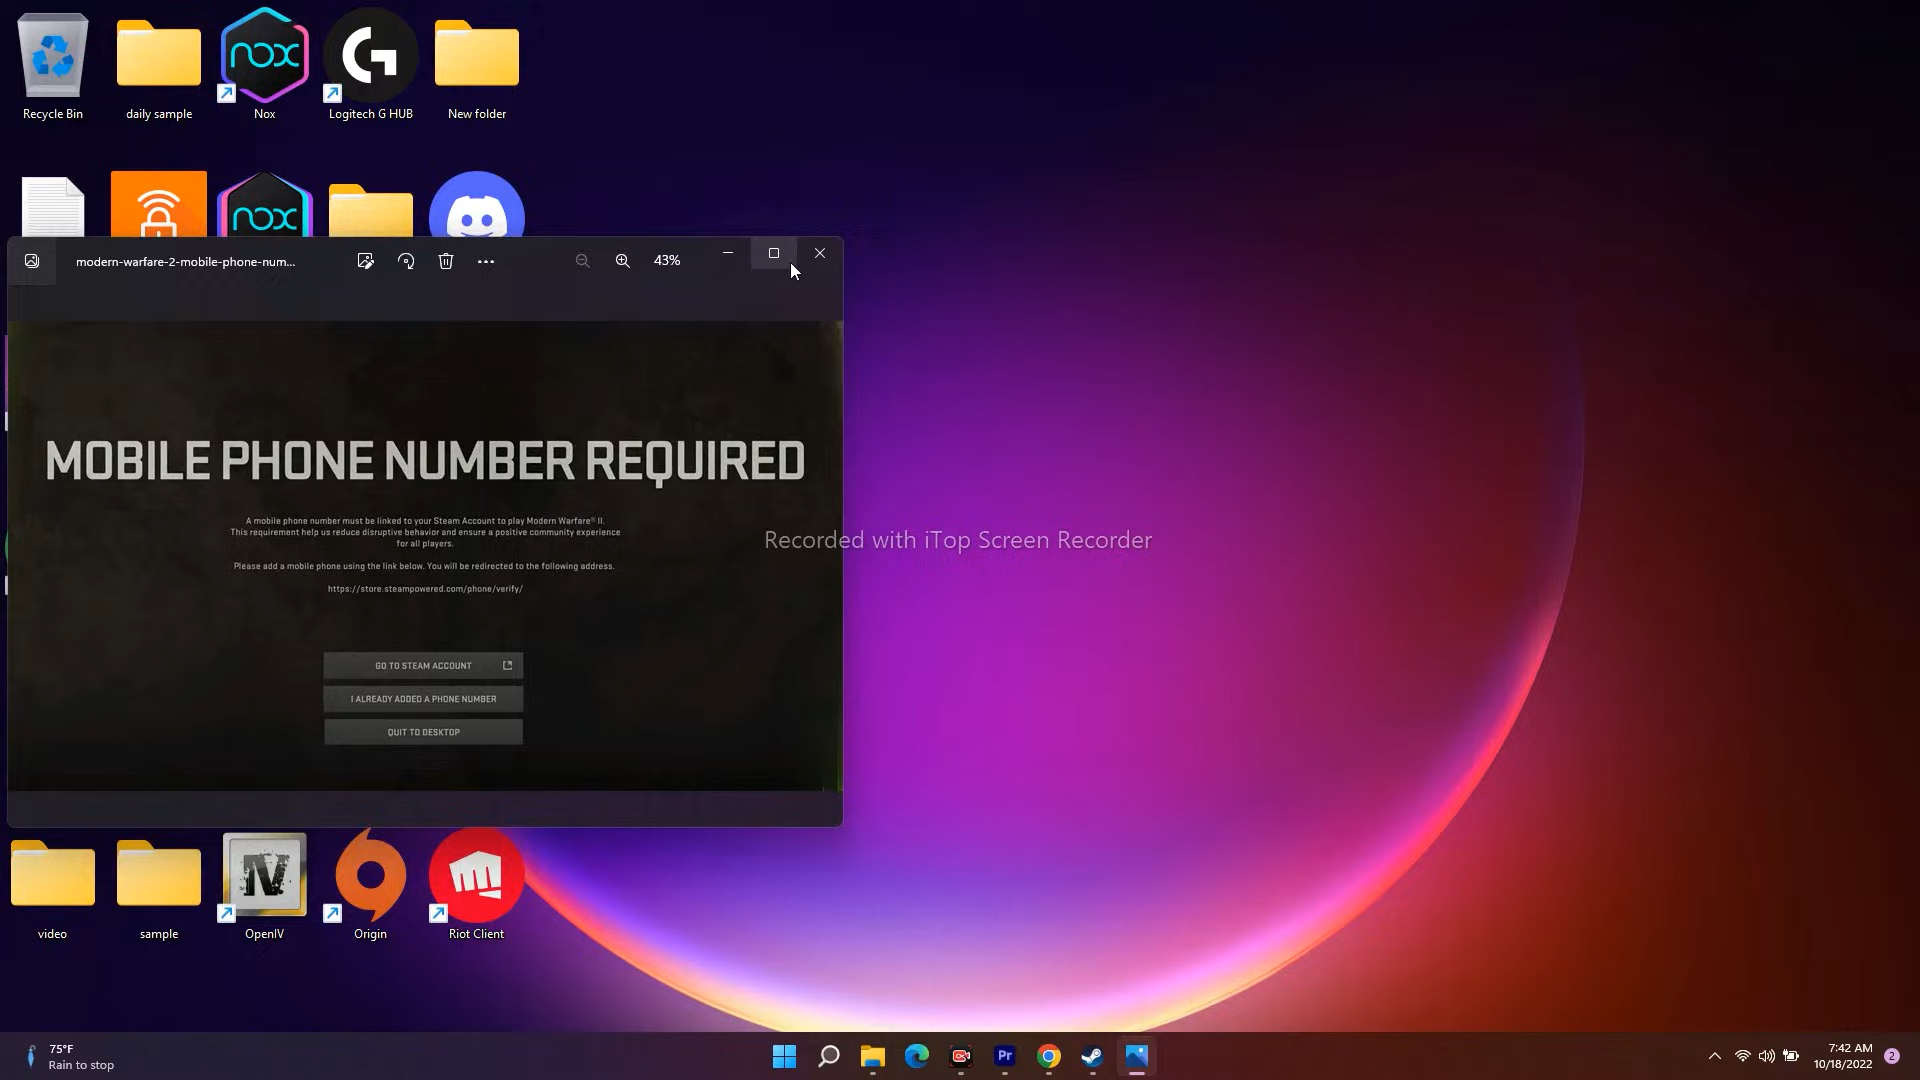 Recycle Bin
daily sample
Nox
Logitech G HUB
New folder
nox
nox
modern-warfare-2-mobile-phone-num...
43%
MOBILE PHONE NUMBER REQUIRED
A mobile phone number must be linked to your Steam Account to play Modern Warfare® II.
This requirement help us reduce disruptive behavior and ensure a positive community experience
for all players.
Please add a mobile phone using the link below. You will be redirected to the following address.
https://store.steampowered.com/phone/verify/
GO TO STEAM ACCOUNT
I ALREADY ADDED A PHONE NUMBER
QUIT TO DESKTOP
Recorded with iTop Screen Recorder
IV
video
sample
OpenIV
Origin
Riot Client
75°F
Rain to stop
Pr
7:42 AM
10/18/2022
2